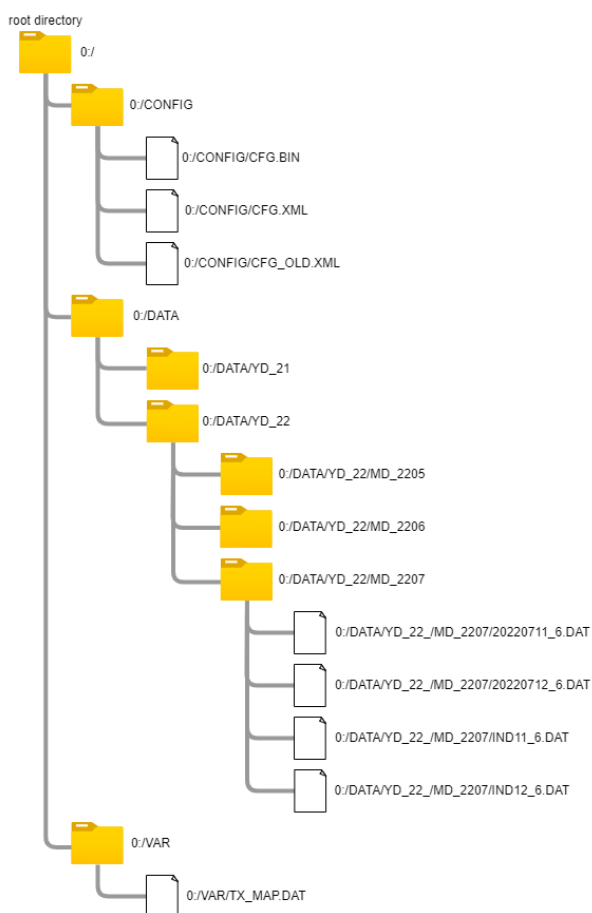 root directory
0:/
0:/CONFIG
0:/CONFIG/CFG.BIN
0:/CONFIG/CFG.XML
0:/CONFIG/CFG_OLD.XML
0:/DATA
0:/DATA/YD_21
0:/DATA/YD_22
0:/DATA/YD_22/MD_2205
0:/DATA/YD_22/MD_2206
0:/DATA/YD_22/MD_2207
0:/DATA/YD_22_/MD_2207/20220711_6.DAT
0:/DATA/YD_22_/MD_2207/20220712_6.DAT
0:/DATA/YD_22_/MD_2207/IND11_6.DAT
0:/DATA/YD_22_/MD_2207/IND12_6.DAT
0:/VAR
0:/VAR/TX_MAP.DAT